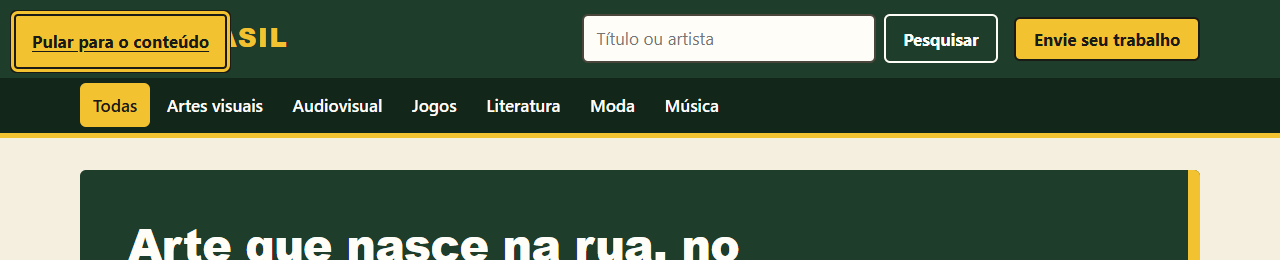 Pular para o conteúdo
ASIL
Título ou artista
Pesquisar
Envie seu trabalho
Todas
Artes visuais
Audiovisual
Jogos
Literatura
Moda
Música
Arte que nasce na rua, no